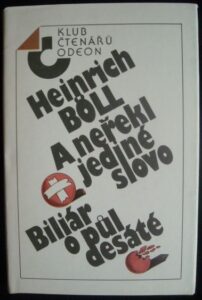 KLUB
ČTENÁŘŮ
ODEON
Heinrich
BÖLL
A neřekl
jediné
slovo
Biliár
o půl
desáté